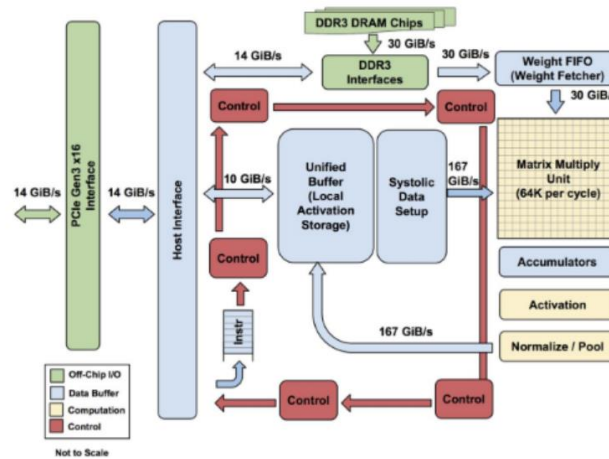 DDR3 DRAM Chips
30 GiB/s
14 GiB/s
DDR3
Interfaces
30 GiB/s
Weight FIFO
(Weight Fetcher)
30 GiB/
Control
Control
PCIe Gen3 x16
Interface
14 GiB/s
14 GiB/s
Host Interface
10 GiB/s
Unified
Buffer
(Local
Activation
Storage)
Systolic
Data
Setup
167
GiB/s
Matrix Multiply
Unit
(64K per cycle)
Control
Accumulators
Activation
Instr
167 GiB/s
Normalize / Pool
Off-Chip I/O
Data Buffer
Computation
Control
Not to Scale
Control
Control
Control